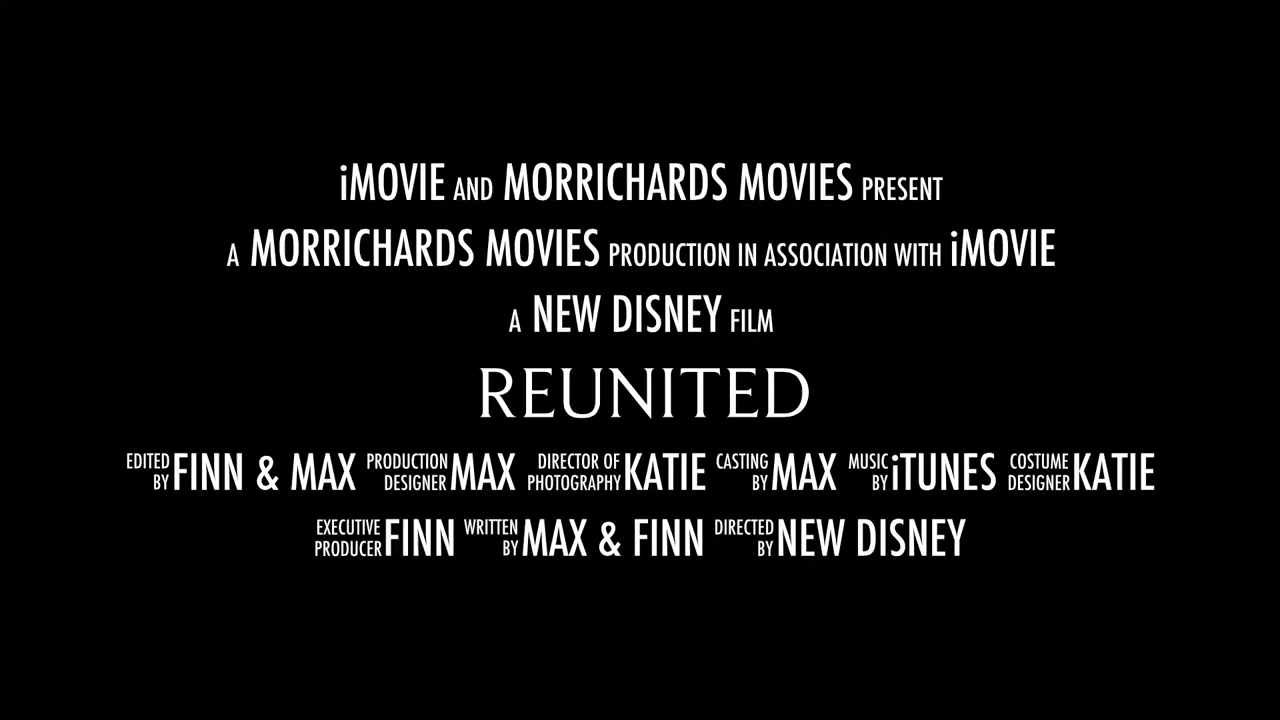 iMOVIE AND MORRICHARDS MOVIES PRESENT
A MORRICHARDS MOVIES PRODUCTION IN ASSOCIATION WITH iMOVIE
A NEW DISNEY FILM
REUNITED
EDITED BY FINN & MAX PRODUCTION DESIGNER MAX DIRECTOR OF PHOTOGRAPHY KATIE CASTING BY MAX MUSIC BY iTUNES COSTUME DESIGNER KATIE
EXECUTIVE PRODUCER FINN WRITTEN BY MAX & FINN DIRECTED BY NEW DISNEY